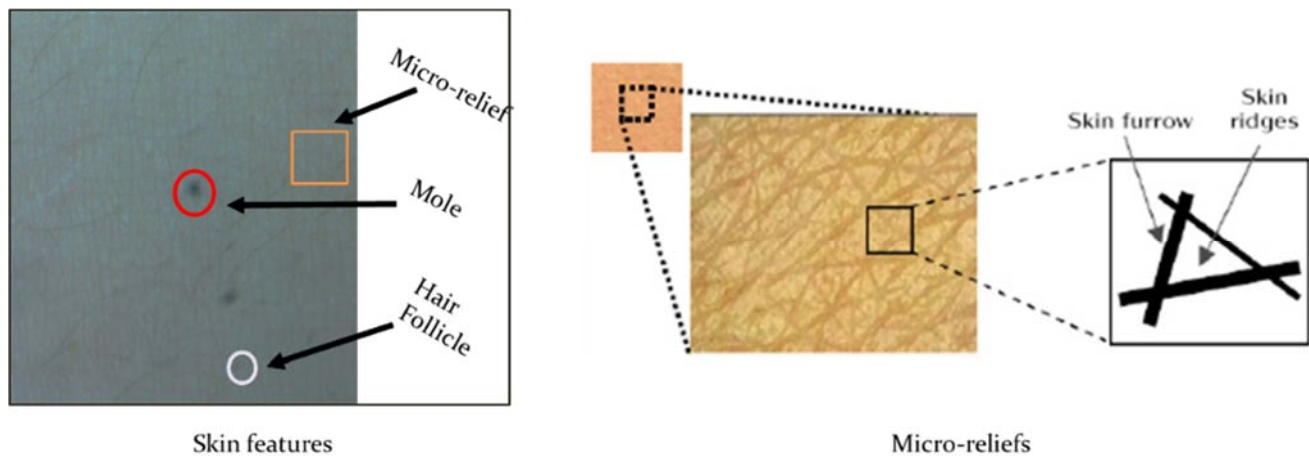 Micro-relief
Mole
Hair
Follicle
Skin features
Skin furrow
Skin
ridges
Micro-reliefs